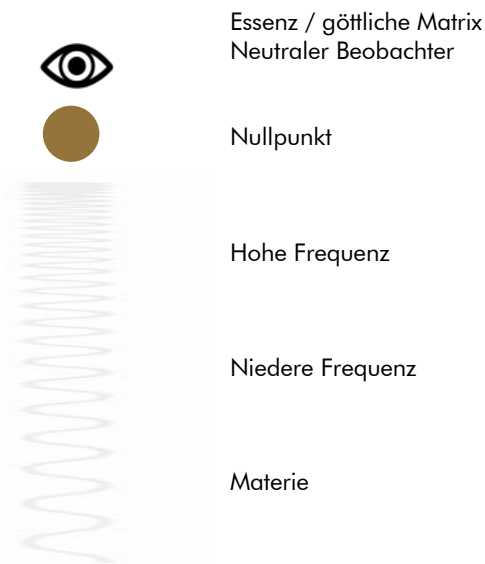 Essenz / göttliche Matrix
Neutraler Beobachter
Nullpunkt
Hohe Frequenz
Niedere Frequenz
Materie